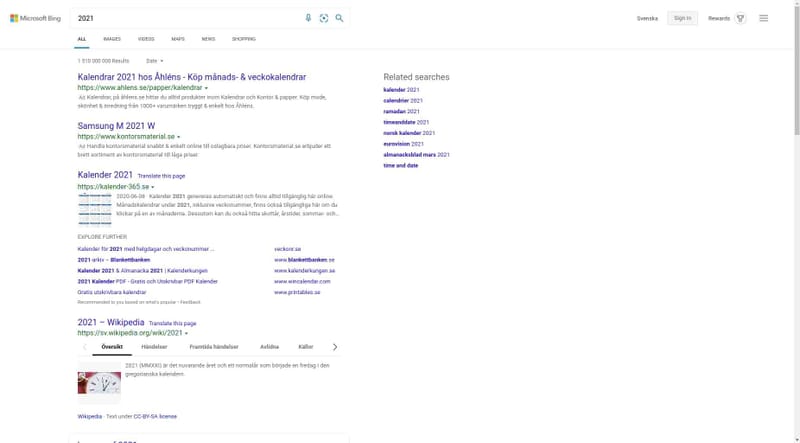 Microsoft Bing
2021
Svenska
Sign in
Rewards
ALL IMAGES VIDEOS MAPS NEWS SHOPPING
1 510 000 000 Results Date
Kalendrar 2021 hos Åhléns - Köp månads- & veckokalendrar
https://www.ahlens.se/papper/kalendrar
Ad Kalendrar, på åhlens.se hittar du alltid produkter inom Kalendrar och Kontor & papper. Köp mode,
skönhet & inredning från 1000+ varumärken tryggt & enkelt hos Åhléns.
Samsung M 2021 W
https://www.kontorsmaterial.se
Ad Handla kontorsmaterial snabbt & enkelt online till oslagbara priser. Kontorsmaterial.se erbjuder ett
brett sortiment av kontorsmaterial till låga priser.
Kalender 2021 Translate this page
https://kalender-365.se
2020-06-08 · Kalender 2021 genereras automatiskt och finns alltid tillgänglig här online.
Månadskalendrar under 2021, inklusive veckonummer, finns också tillgängliga här om du
klickar på en av månaderna. Dessutom kan du också hitta skottår, årstider, sommar- och...
EXPLORE FURTHER
Kalender för 2021 med helgdagar och veckonummer ... veckonr.se
2021 arkiv – Blankettbanken www.blankettbanken.se
Kalender 2021 & Almanacka 2021 | Kalenderkungen www.kalenderkungen.se
2021 Kalender PDF - Gratis och Utskrivbar PDF Kalender www.wincalendar.com
Gratis utskrivbara kalendrar www.printables.se
Recommended to you based on what's popular • Feedback
2021 – Wikipedia Translate this page
https://sv.wikipedia.org/wiki/2021
Översikt Händelser Framtida händelser Avlidna Källor
2021 (MMXXI) är det nuvarande året och ett normalår som började en fredag i den
gregorianska kalendern.
Wikipedia · Text under CC-BY-SA license
Related searches
kalender 2021
calendrier 2021
ramadan 2021
timeanddate 2021
norsk kalender 2021
eurovision 2021
almanacksblad mars 2021
time and date